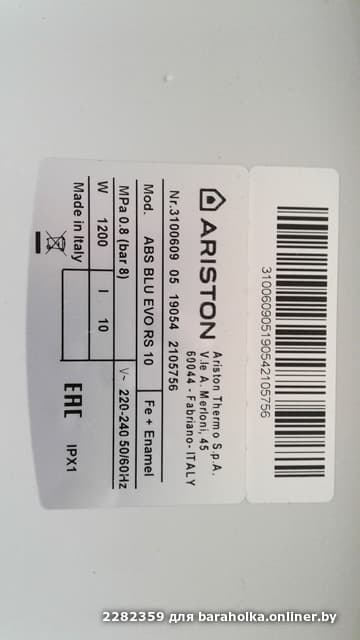 ARISTON
Ariston Thermo S.p.A.
V.le A. Merloni, 45
60044 - Fabriano- ITALY
Nr.3100609 05 19054 2105756
Mod. ABS BLU EVO RS 10 Fe + Enamel
MPa 0.8 (bar 8) V~ 220-240 50/60Hz
W 1200 l 10
Made in Italy EAC IPX1
310060905190542105756
2282359 для baraholka.onliner.by